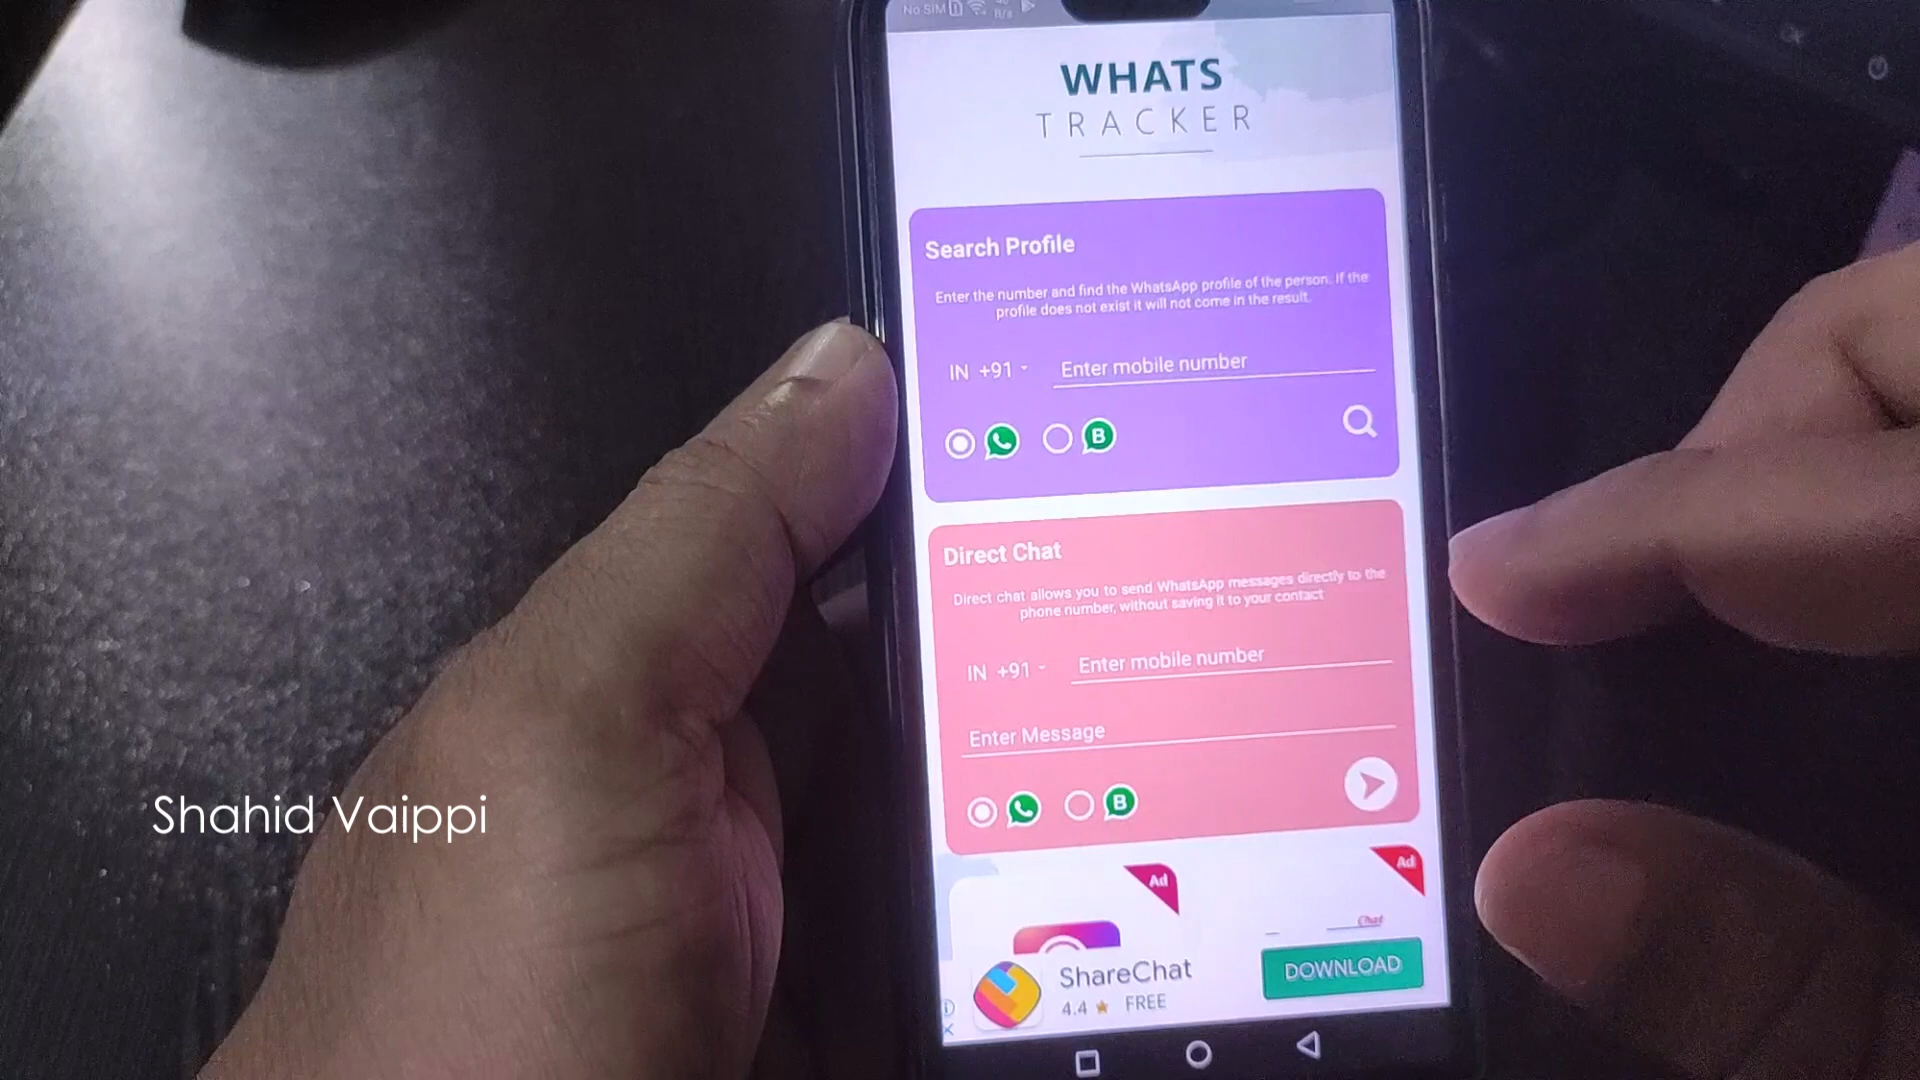 No SIM
WHATS
TRACKER
Search Profile
Enter the number and find the WhatsApp profile of the person. If the
profile does not exist it will not come in the result.
IN +91 Enter mobile number
B
Direct Chat
Direct chat allows you to send WhatsApp messages directly to the
phone number, without saving it to your contact
IN +91 Enter mobile number
Enter Message
B
Shahid Vaippi
Ad
Ad
Chat
ShareChat
4.4 ★ FREE
DOWNLOAD